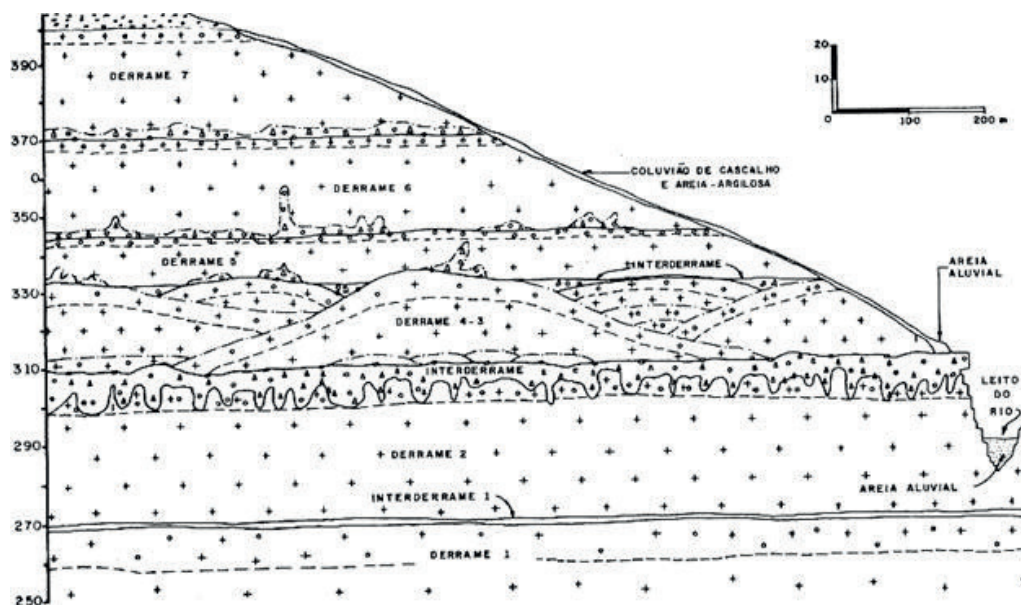 390
DERRAME 7
20
10
0
100
200 m
370
COLUVIÃO DE CASCALHO
E AREIA-ARGILOSA
0
DERRAME 6
350
DERRAME 5
INTERDERRAME
AREIA
ALUVIAL
330
DERRAME 4-3
310
INTERDERRAME
LEITO
DO
RIO
290
DERRAME 2
AREIA ALUVIAL
INTERDERRAME 1
270
DERRAME 1
250